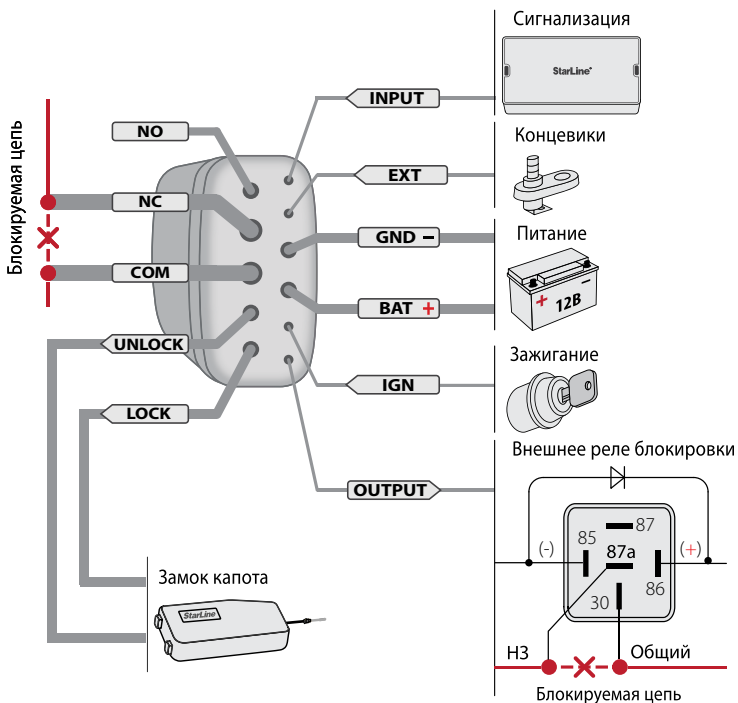 Сигнализация
StarLine
INPUT
NO
Концевики
EXT
Блокируемая цепь
NC
GND –
Питание
COM
BAT +
+ 12В –
UNLOCK
Зажигание
IGN
LOCK
Внешнее реле блокировки
OUTPUT
87
85
87a
(-)
(+)
86
30
Замок капота
StarLine
НЗ
Общий
Блокируемая цепь